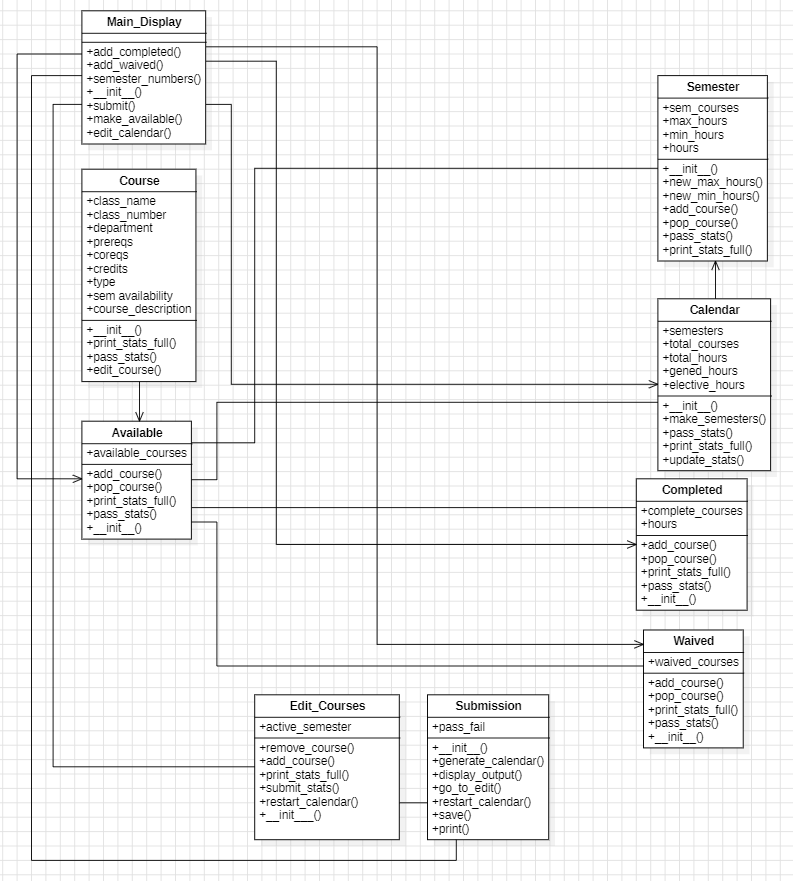 Main_Display
+add_completed()
+add_waived()
+semester_numbers()
+__init__()
+submit()
+make_available()
+edit_calendar()
Course
+class_name
+class_number
+department
+prereqs
+coreqs
+credits
+type
+sem availability
+course_description
+__init__()
+print_stats_full()
+pass_stats()
+edit_course()
Available
+available_courses
+add_course()
+pop_course()
+print_stats_full()
+pass_stats()
+__init__()
Semester
+sem_courses
+max_hours
+min_hours
+hours
+__init__()
+new_max_hours()
+new_min_hours()
+add_course()
+pop_course()
+pass_stats()
+print_stats_full()
Calendar
+semesters
+total_courses
+total_hours
+gened_hours
+elective_hours
+__init__()
+make_semesters()
+pass_stats()
+print_stats_full()
+update_stats()
Completed
+complete_courses
+hours
+add_course()
+pop_course()
+print_stats_full()
+pass_stats()
+__init__()
Waived
+waived_courses
+add_course()
+pop_course()
+print_stats_full()
+pass_stats()
+__init__()
Edit_Courses
+active_semester
+remove_course()
+add_course()
+print_stats_full()
+submit_stats()
+restart_calendar()
+__init___()
Submission
+pass_fail
+__init__()
+generate_calendar()
+display_output()
+go_to_edit()
+restart_calendar()
+save()
+print()